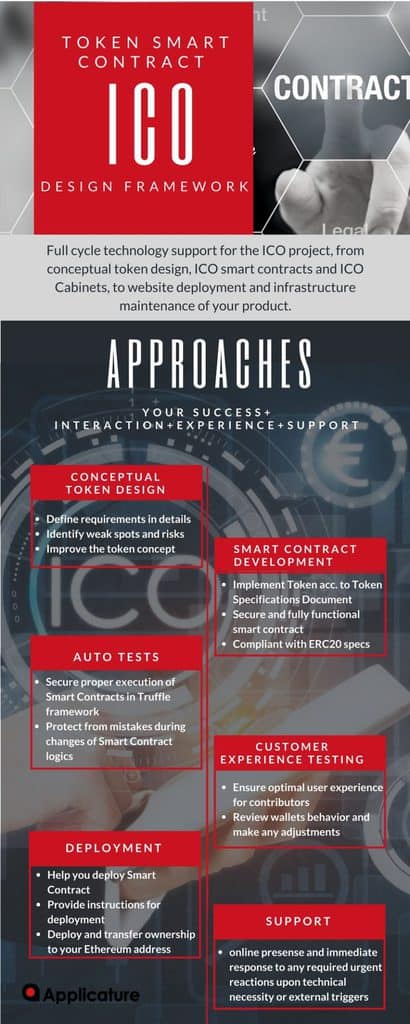 TOKEN SMART
CONTRACT
ICO
DESIGN FRAMEWORK
CONTRACT
Legal
Full cycle technology support for the ICO project, from
conceptual token design, ICO smart contracts and ICO
Cabinets, to website deployment and infrastructure
maintenance of your product.
APPROACHES
YOUR SUCCESS+
INTERACTION+EXPERIENCE+SUPPORT
CONCEPTUAL
TOKEN DESIGN
• Define requirements in details
• Identify weak spots and risks
• Improve the token concept
ICO
SMART CONTRACT
DEVELOPMENT
• Implement Token acc. to Token
Specifications Document
• Secure and fully functional
smart contract
• Compliant with ERC20 specs
AUTO TESTS
• Secure proper execution of
Smart Contracts in Truffle
framework
• Protect from mistakes during
changes of Smart Contract
logics
CUSTOMER
EXPERIENCE TESTING
• Ensure optimal user experience
for contributors
• Review wallets behavior and
make any adjustments
DEPLOYMENT
• Help you deploy Smart
Contract
• Provide instructions for
deployment
• Deploy and transfer ownership
to your Ethereum address
SUPPORT
• online presense and immediate
response to any required urgent
reactions upon technical
necessity or external triggers
Applicature